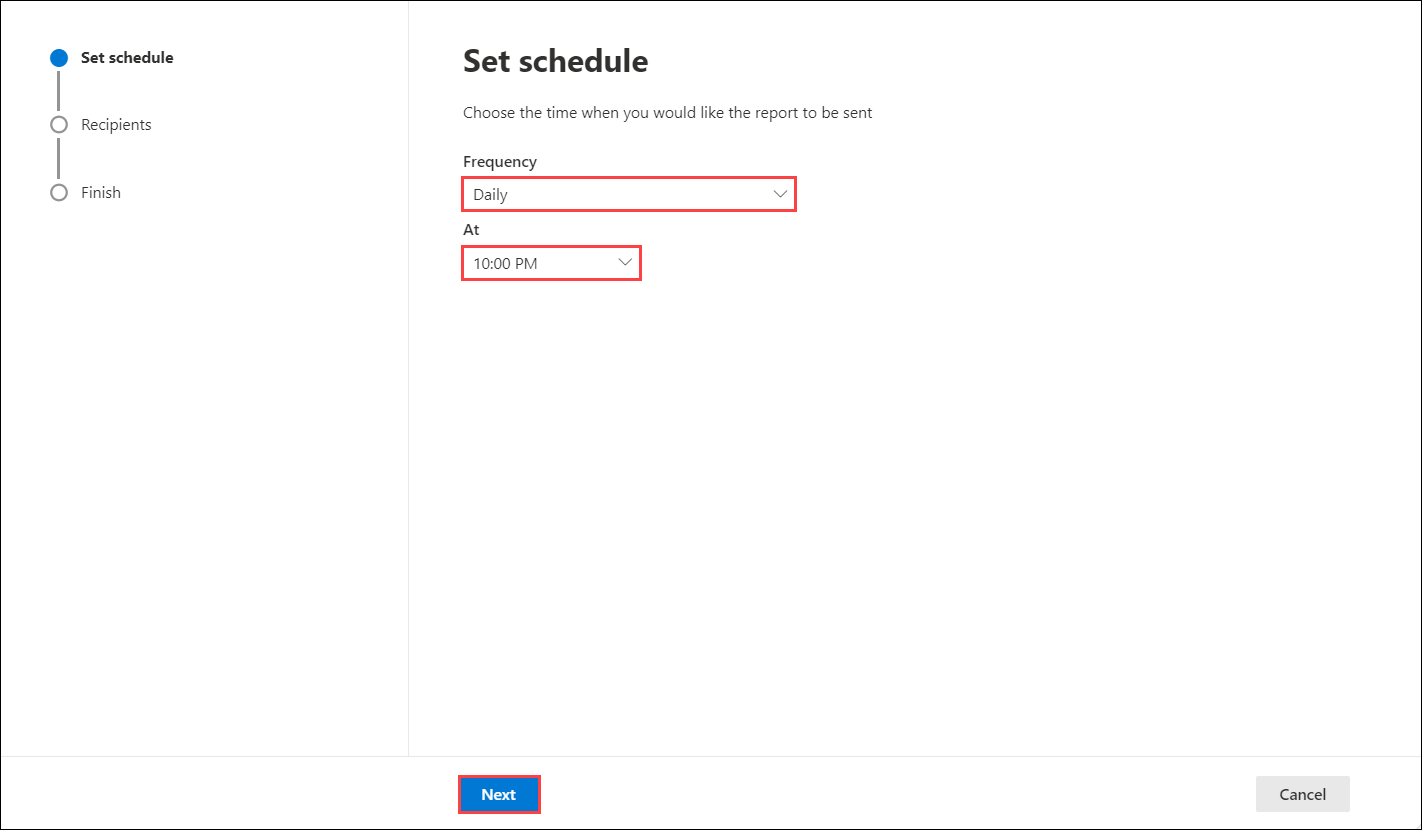 Set schedule
Recipients
Finish
Set schedule
Choose the time when you would like the report to be sent
Frequency
Daily
At
10:00 PM
Next
Cancel